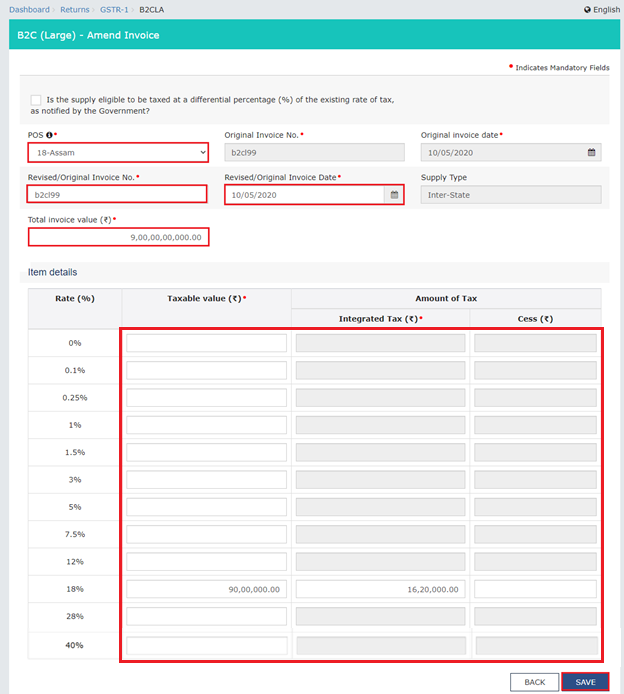 Dashboard › Returns › GSTR-1 › B2CLA English
B2C (Large) - Amend Invoice
• Indicates Mandatory Fields
Is the supply eligible to be taxed at a differential percentage (%) of the existing rate of tax,
as notified by the Government?
POS • Original Invoice No. • Original invoice date •
18-Assam b2cl99 10/05/2020
Revised/Original Invoice No. • Revised/Original Invoice Date • Supply Type
b2cl99 10/05/2020 Inter-State
Total invoice value (₹) •
9,00,00,00,000.00
Item details
Rate (%) Taxable value (₹) • Amount of Tax
Integrated Tax (₹) • Cess (₹)
0%
0.1%
0.25%
1%
1.5%
3%
5%
7.5%
12%
18% 90,00,000.00 16,20,000.00
28%
40%
BACK SAVE